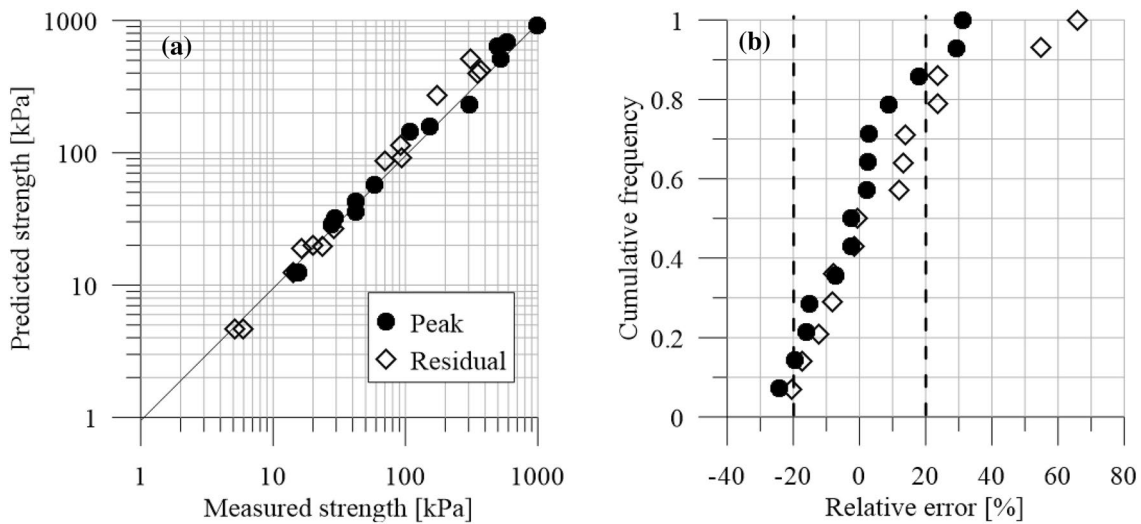 (a)
Predicted strength [kPa]
1000
100
10
1
1 10 100 1000
Measured strength [kPa]
Peak
Residual
(b)
Cumulative frequency
1
0.8
0.6
0.4
0.2
0
-40 -20 0 20 40 60 80
Relative error [%]